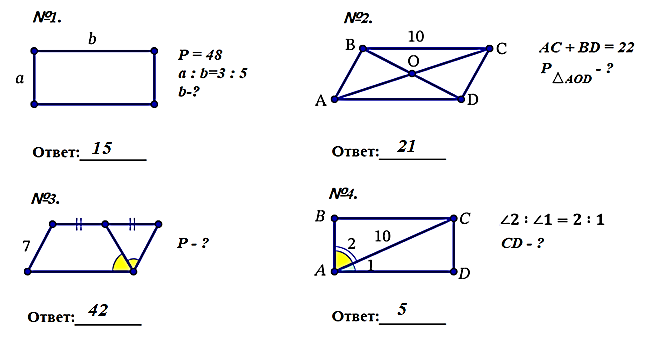 №1.
b
a
P = 48
a : b=3 : 5
b-?
Ответ: 15
№2.
B 10 C
O
A D
AC + BD = 22
P△AOD - ?
Ответ: 21
№3.
7
P - ?
Ответ: 42
№4.
B C
2 10
A 1 D
∠2 : ∠1 = 2 : 1
CD - ?
Ответ: 5